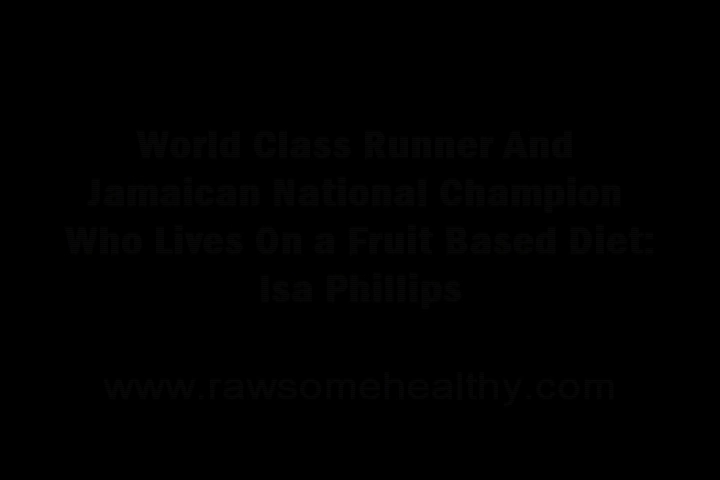 World Class Runner And
Jamaican National Champion
Who Lives On a Fruit Based Diet:
Isa Phillips
www.rawsomehealthy.com